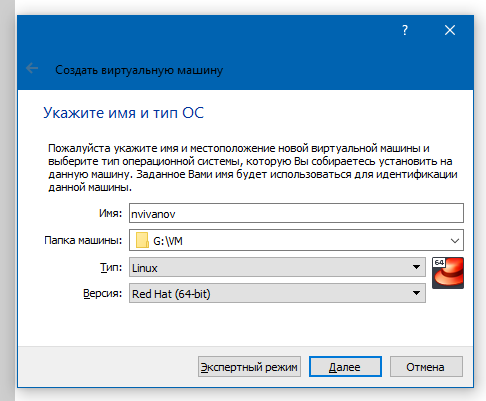 ?
Создать виртуальную машину
Укажите имя и тип ОС
Пожалуйста укажите имя и местоположение новой виртуальной машины и
выберите тип операционной системы, которую Вы собираетесь установить на
данную машину. Заданное Вами имя будет использоваться для идентификации
данной машины.
Имя: nvivanov
Папка машины: G:\VM
Тип: Linux
64
Версия: Red Hat (64-bit)
Экспертный режим Далее Отмена